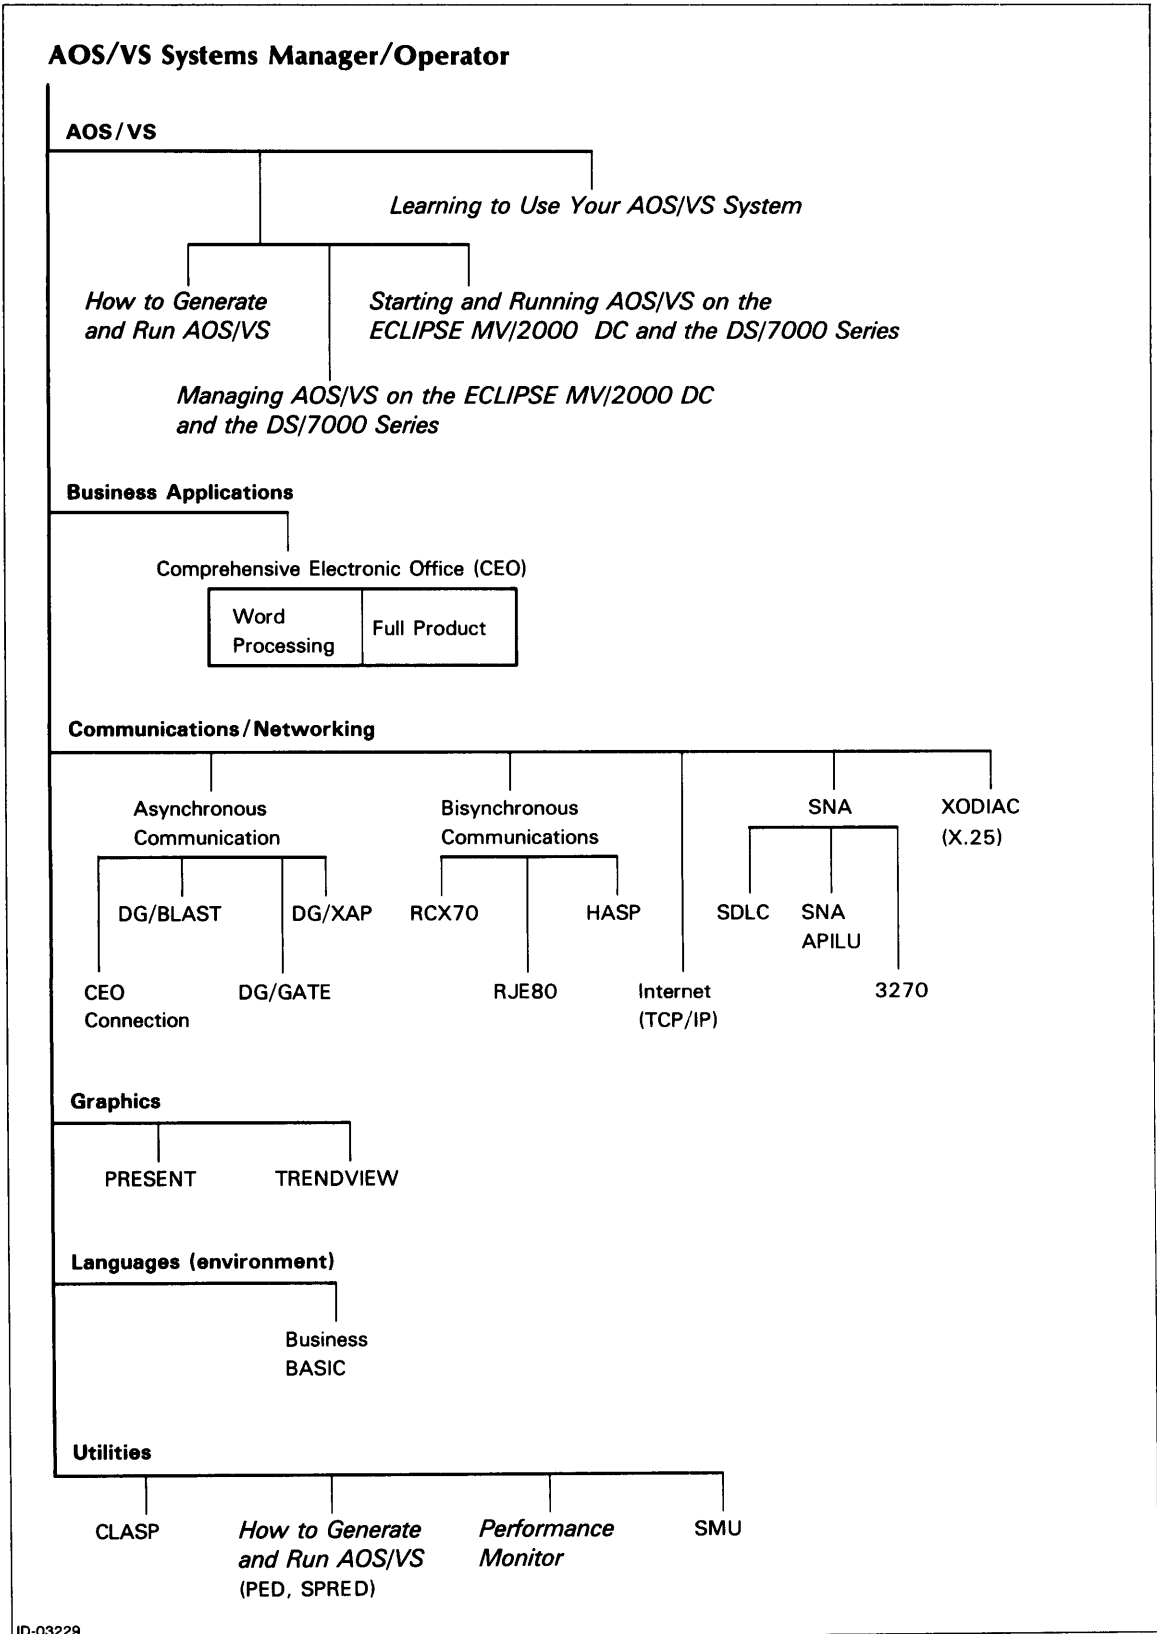 AOS/VS Systems Manager/Operator
AOS/VS
Learning to Use Your AOS/VS System
How to Generate
and Run AOS/VS
Starting and Running AOS/VS on the
ECLIPSE MV/2000 DC and the DS/7000 Series
Managing AOS/VS on the ECLIPSE MV/2000 DC
and the DS/7000 Series
Business Applications
Comprehensive Electronic Office (CEO)
Word
Processing
Full Product
Communications/Networking
Asynchronous
Communication
Bisynchronous
Communications
SNA
XODIAC
(X.25)
DG/BLAST
DG/XAP
RCX70
HASP
SDLC
SNA
APILU
CEO
Connection
DG/GATE
RJE80
Internet
(TCP/IP)
3270
Graphics
PRESENT
TRENDVIEW
Languages (environment)
Business
BASIC
Utilities
CLASP
How to Generate
and Run AOS/VS
(PED, SPRED)
Performance
Monitor
SMU
ID-03229